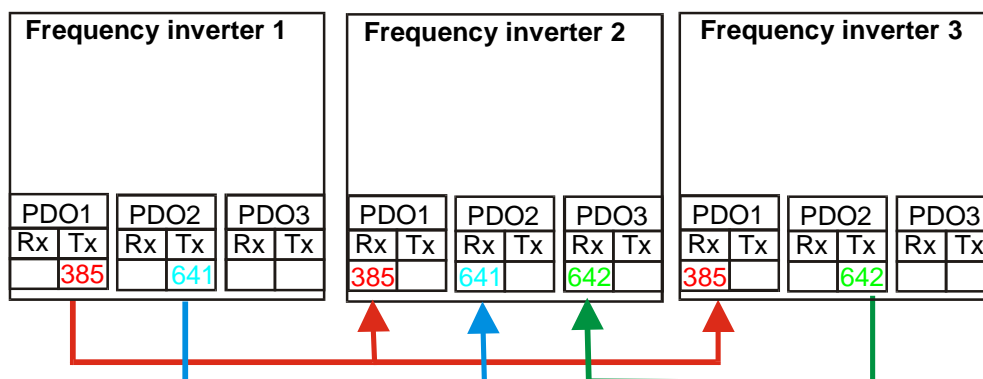 Frequency inverter 1
PDO1 PDO2 PDO3
Rx Tx Rx Tx Rx Tx
385 641
Frequency inverter 2
PDO1 PDO2 PDO3
Rx Tx Rx Tx Rx Tx
385 641 642
Frequency inverter 3
PDO1 PDO2 PDO3
Rx Tx Rx Tx Rx Tx
385 642